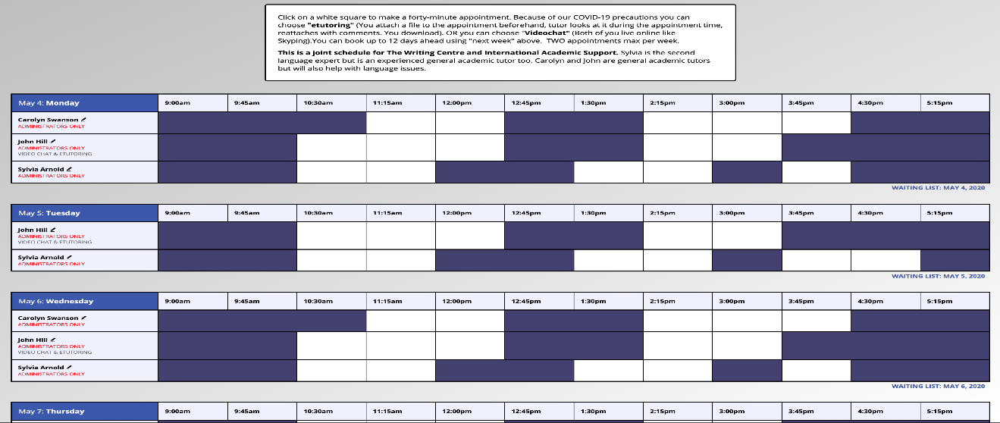 Click on a white square to make a forty-minute appointment. Because of our COVID-19 precautions you can
choose "etutoring" (You attach a file to the appointment beforehand, tutor looks at it during the appointment time,
reattaches with comments. You download). OR you can choose "Videochat" (Both of you live online like
Skyping).You can book up to 12 days ahead using "next week" above.  TWO appointments max per week.
This is a joint schedule for The Writing Centre and International Academic Support. Sylvia is the second
language expert but is an experienced general academic tutor too. Carolyn and John are general academic tutors
but will also help with language issues.
May 4: Monday 9:00am 9:45am 10:30am 11:15am 12:00pm 12:45pm 1:30pm 2:15pm 3:00pm 3:45pm 4:30pm 5:15pm
Carolyn Swanson
ADMINISTRATORS ONLY
John Hill
ADMINISTRATORS ONLY
VIDEO CHAT & ETUTORING
Sylvia Arnold
ADMINISTRATORS ONLY
WAITING LIST: MAY 4, 2020
May 5: Tuesday 9:00am 9:45am 10:30am 11:15am 12:00pm 12:45pm 1:30pm 2:15pm 3:00pm 3:45pm 4:30pm 5:15pm
John Hill
ADMINISTRATORS ONLY
VIDEO CHAT & ETUTORING
Sylvia Arnold
ADMINISTRATORS ONLY
WAITING LIST: MAY 5, 2020
May 6: Wednesday 9:00am 9:45am 10:30am 11:15am 12:00pm 12:45pm 1:30pm 2:15pm 3:00pm 3:45pm 4:30pm 5:15pm
Carolyn Swanson
ADMINISTRATORS ONLY
John Hill
ADMINISTRATORS ONLY
VIDEO CHAT & ETUTORING
Sylvia Arnold
ADMINISTRATORS ONLY
WAITING LIST: MAY 6, 2020
May 7: Thursday 9:00am 9:45am 10:30am 11:15am 12:00pm 12:45pm 1:30pm 2:15pm 3:00pm 3:45pm 4:30pm 5:15pm